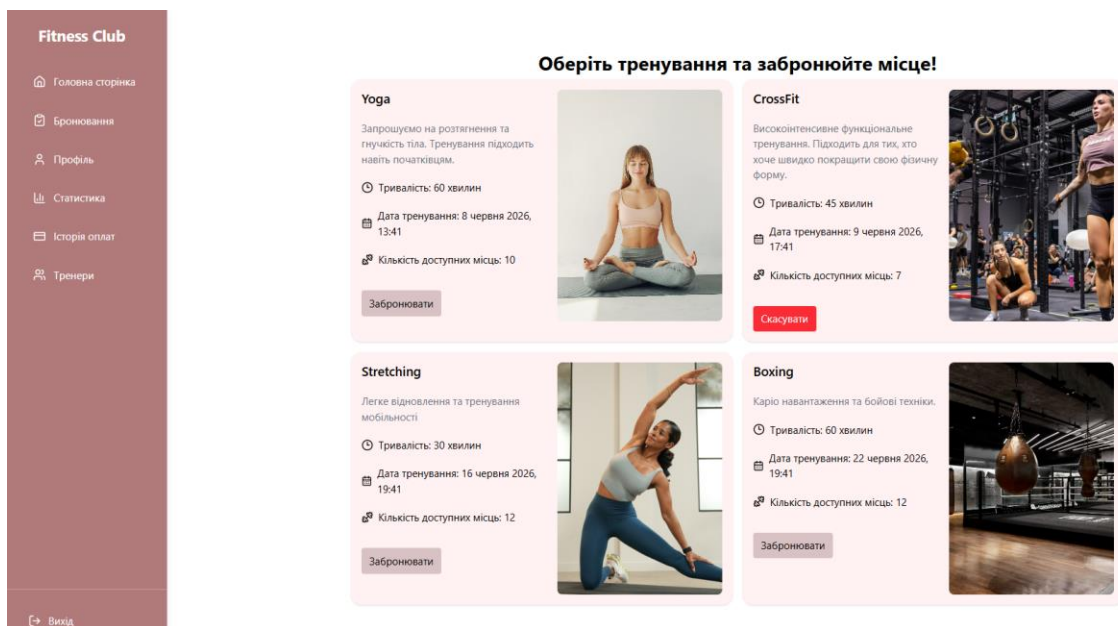 Fitness Club
Головна сторінка
Бронювання
Профіль
Статистика
Історія оплат
Тренери
Вихід
Оберіть тренування та забронюйте місце!
Yoga
Запрошуємо на розтягнення та
гнучкість тіла. Тренування підходить
навіть початківцям.
Тривалість: 60 хвилин
Дата тренування: 8 червня 2026,
13:41
Кількість доступних місць: 10
Забронювати
CrossFit
Високоінтенсивне функціональне
тренування. Підходить для тих, хто
хоче швидко покращити свою фізичну
форму.
Тривалість: 45 хвилин
Дата тренування: 9 червня 2026,
17:41
Кількість доступних місць: 7
Скасувати
Stretching
Легке відновлення та тренування
мобільності
Тривалість: 30 хвилин
Дата тренування: 16 червня 2026,
19:41
Кількість доступних місць: 12
Забронювати
Boxing
Каріо навантаження та бойові техніки.
Тривалість: 60 хвилин
Дата тренування: 22 червня 2026,
19:41
Кількість доступних місць: 12
Забронювати